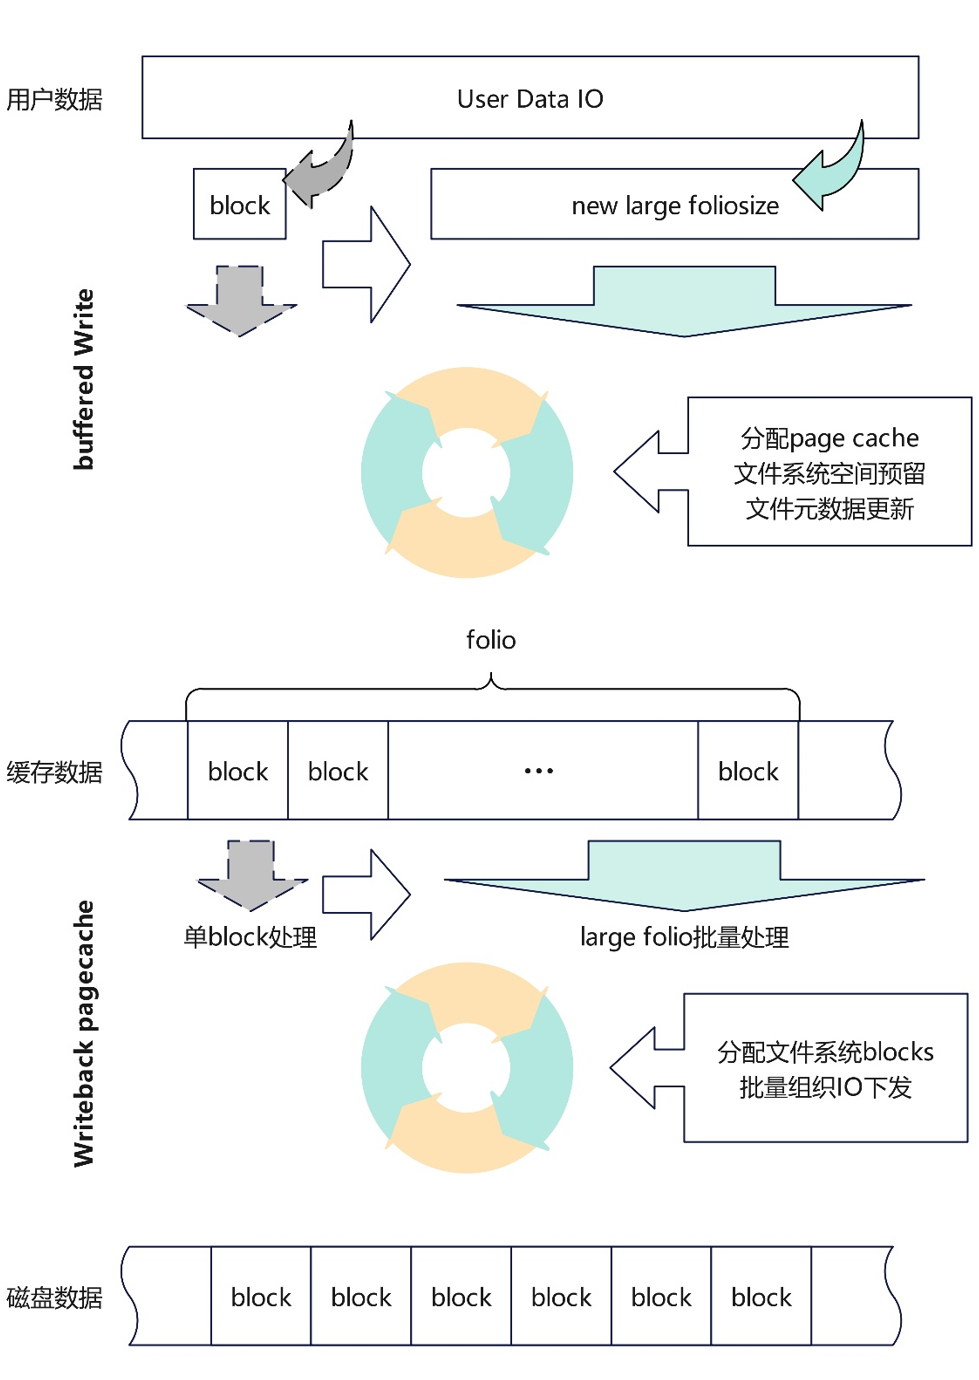 用户数据
User Data IO
block
new large foliosize
buffered Write
分配page cache
文件系统空间预留
文件元数据更新
folio
缓存数据
block
block
...
block
单block处理
large folio批量处理
Writeback pagecache
分配文件系统blocks
批量组织IO下发
磁盘数据
block
block
block
block
block
block